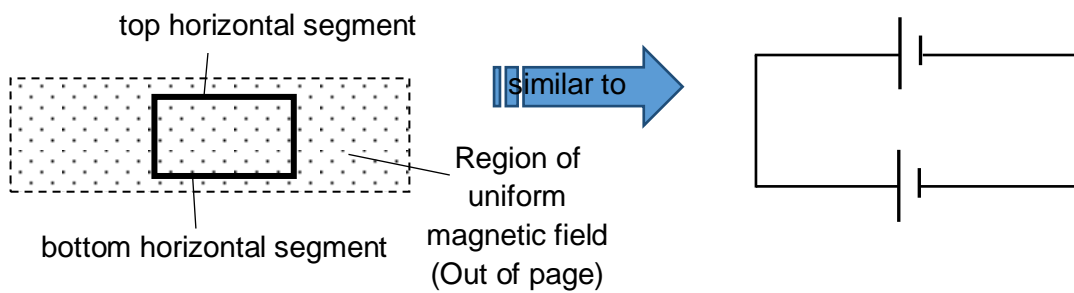 top horizontal segment
similar to
Region of
uniform
magnetic field
(Out of page)
bottom horizontal segment